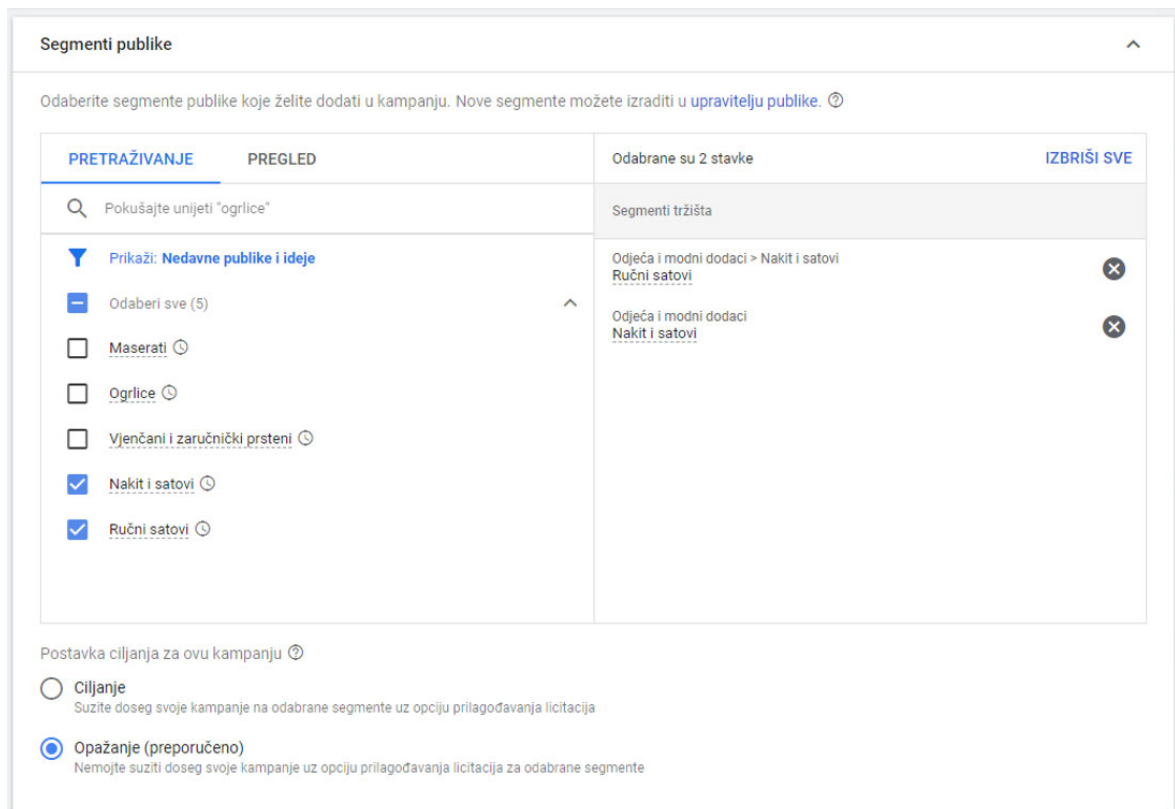 Segmenti publike
Odaberite segmente publike koje želite dodati u kampanju. Nove segmente možete izraditi u upravitelju publike.
PRETRAŽIVANJE
PREGLED
Pokušajte unijeti "ogrlice"
Prikaži: Nedavne publike i ideje
Odaberi sve (5)
Maserati
Ogrlice
Vjenčani i zaručnički prsteni
Nakit i satovi
Ručni satovi
Odabrane su 2 stavke
IZBRIŠI SVE
Segmenti tržišta
Odjeća i modni dodaci > Nakit i satovi
Ručni satovi
Odjeća i modni dodaci
Nakit i satovi
Postavka ciljanja za ovu kampanju
Ciljanje
Suzite doseg svoje kampanje na odabrane segmente uz opciju prilagođavanja licitacija
Opažanje (preporučeno)
Nemojte suziti doseg svoje kampanje uz opciju prilagođavanja licitacija za odabrane segmente